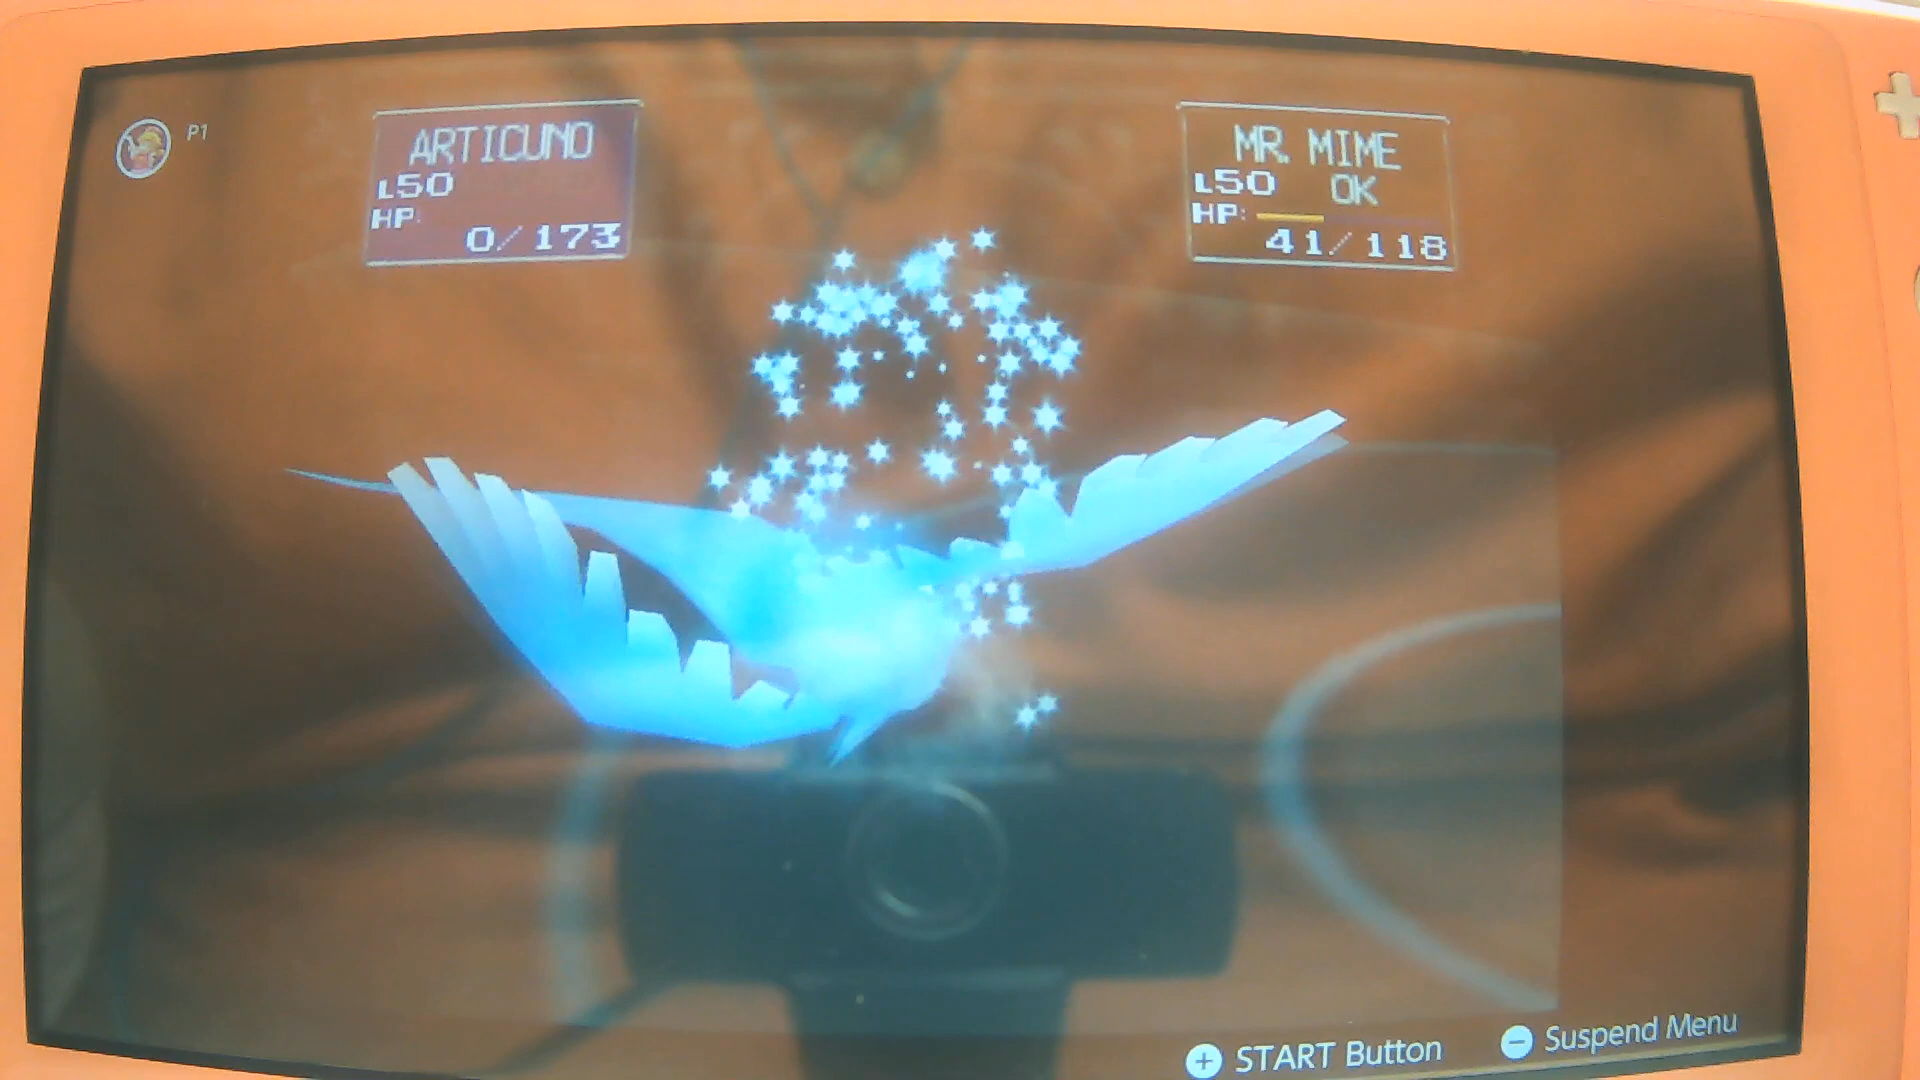 P1
ARTICUNO
L50
HP:
0/173
MR. MIME
L50 OK
HP:
41/118
+ START Button
- Suspend Menu